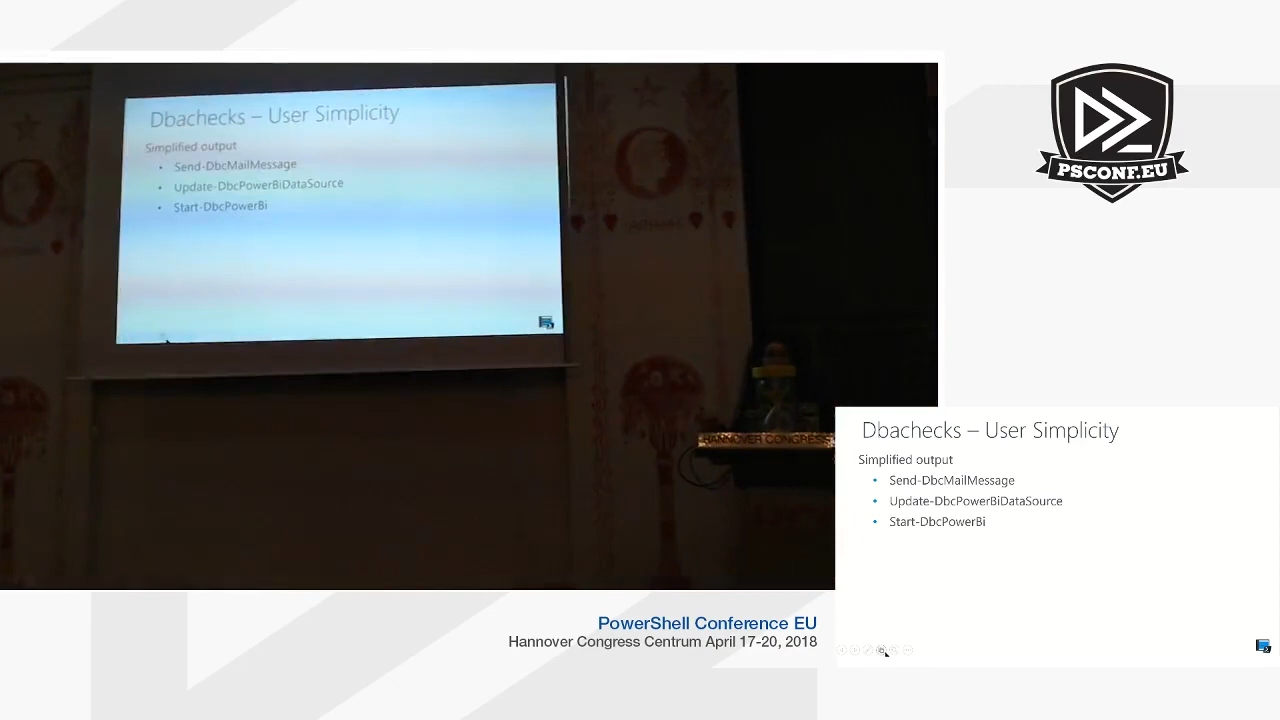 Dbachecks – User Simplicity
Simplified output
• Send-DbcMailMessage
• Update-DbcPowerBiDataSource
• Start-DbcPowerBi
PSCONF.EU
HANNOVER CONGRESS
Dbachecks – User Simplicity
Simplified output
• Send-DbcMailMessage
• Update-DbcPowerBiDataSource
• Start-DbcPowerBi
PowerShell Conference EU
Hannover Congress Centrum April 17-20, 2018